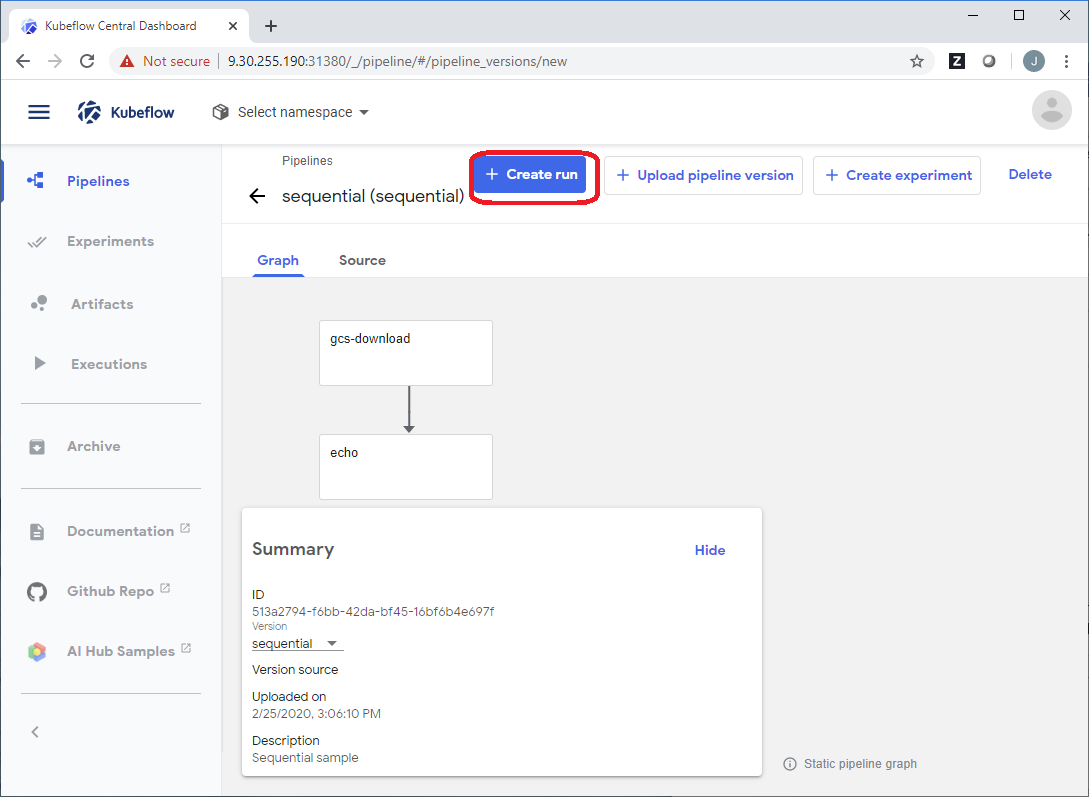 Kubeflow Central Dashboard
Not secure | 9.30.255.190:31380/_/pipeline/#/pipeline_versions/new
Z
J
Kubeflow
Select namespace
Pipelines
Experiments
Artifacts
Executions
Archive
Documentation
Github Repo
AI Hub Samples
Pipelines
sequential (sequential)
+ Create run
+ Upload pipeline version
+ Create experiment
Delete
Graph
Source
gcs-download
echo
Summary
Hide
ID
513a2794-f6bb-42da-bf45-16bf6b4e697f
Version
sequential
Version source
Uploaded on
2/25/2020, 3:06:10 PM
Description
Sequential sample
Static pipeline graph